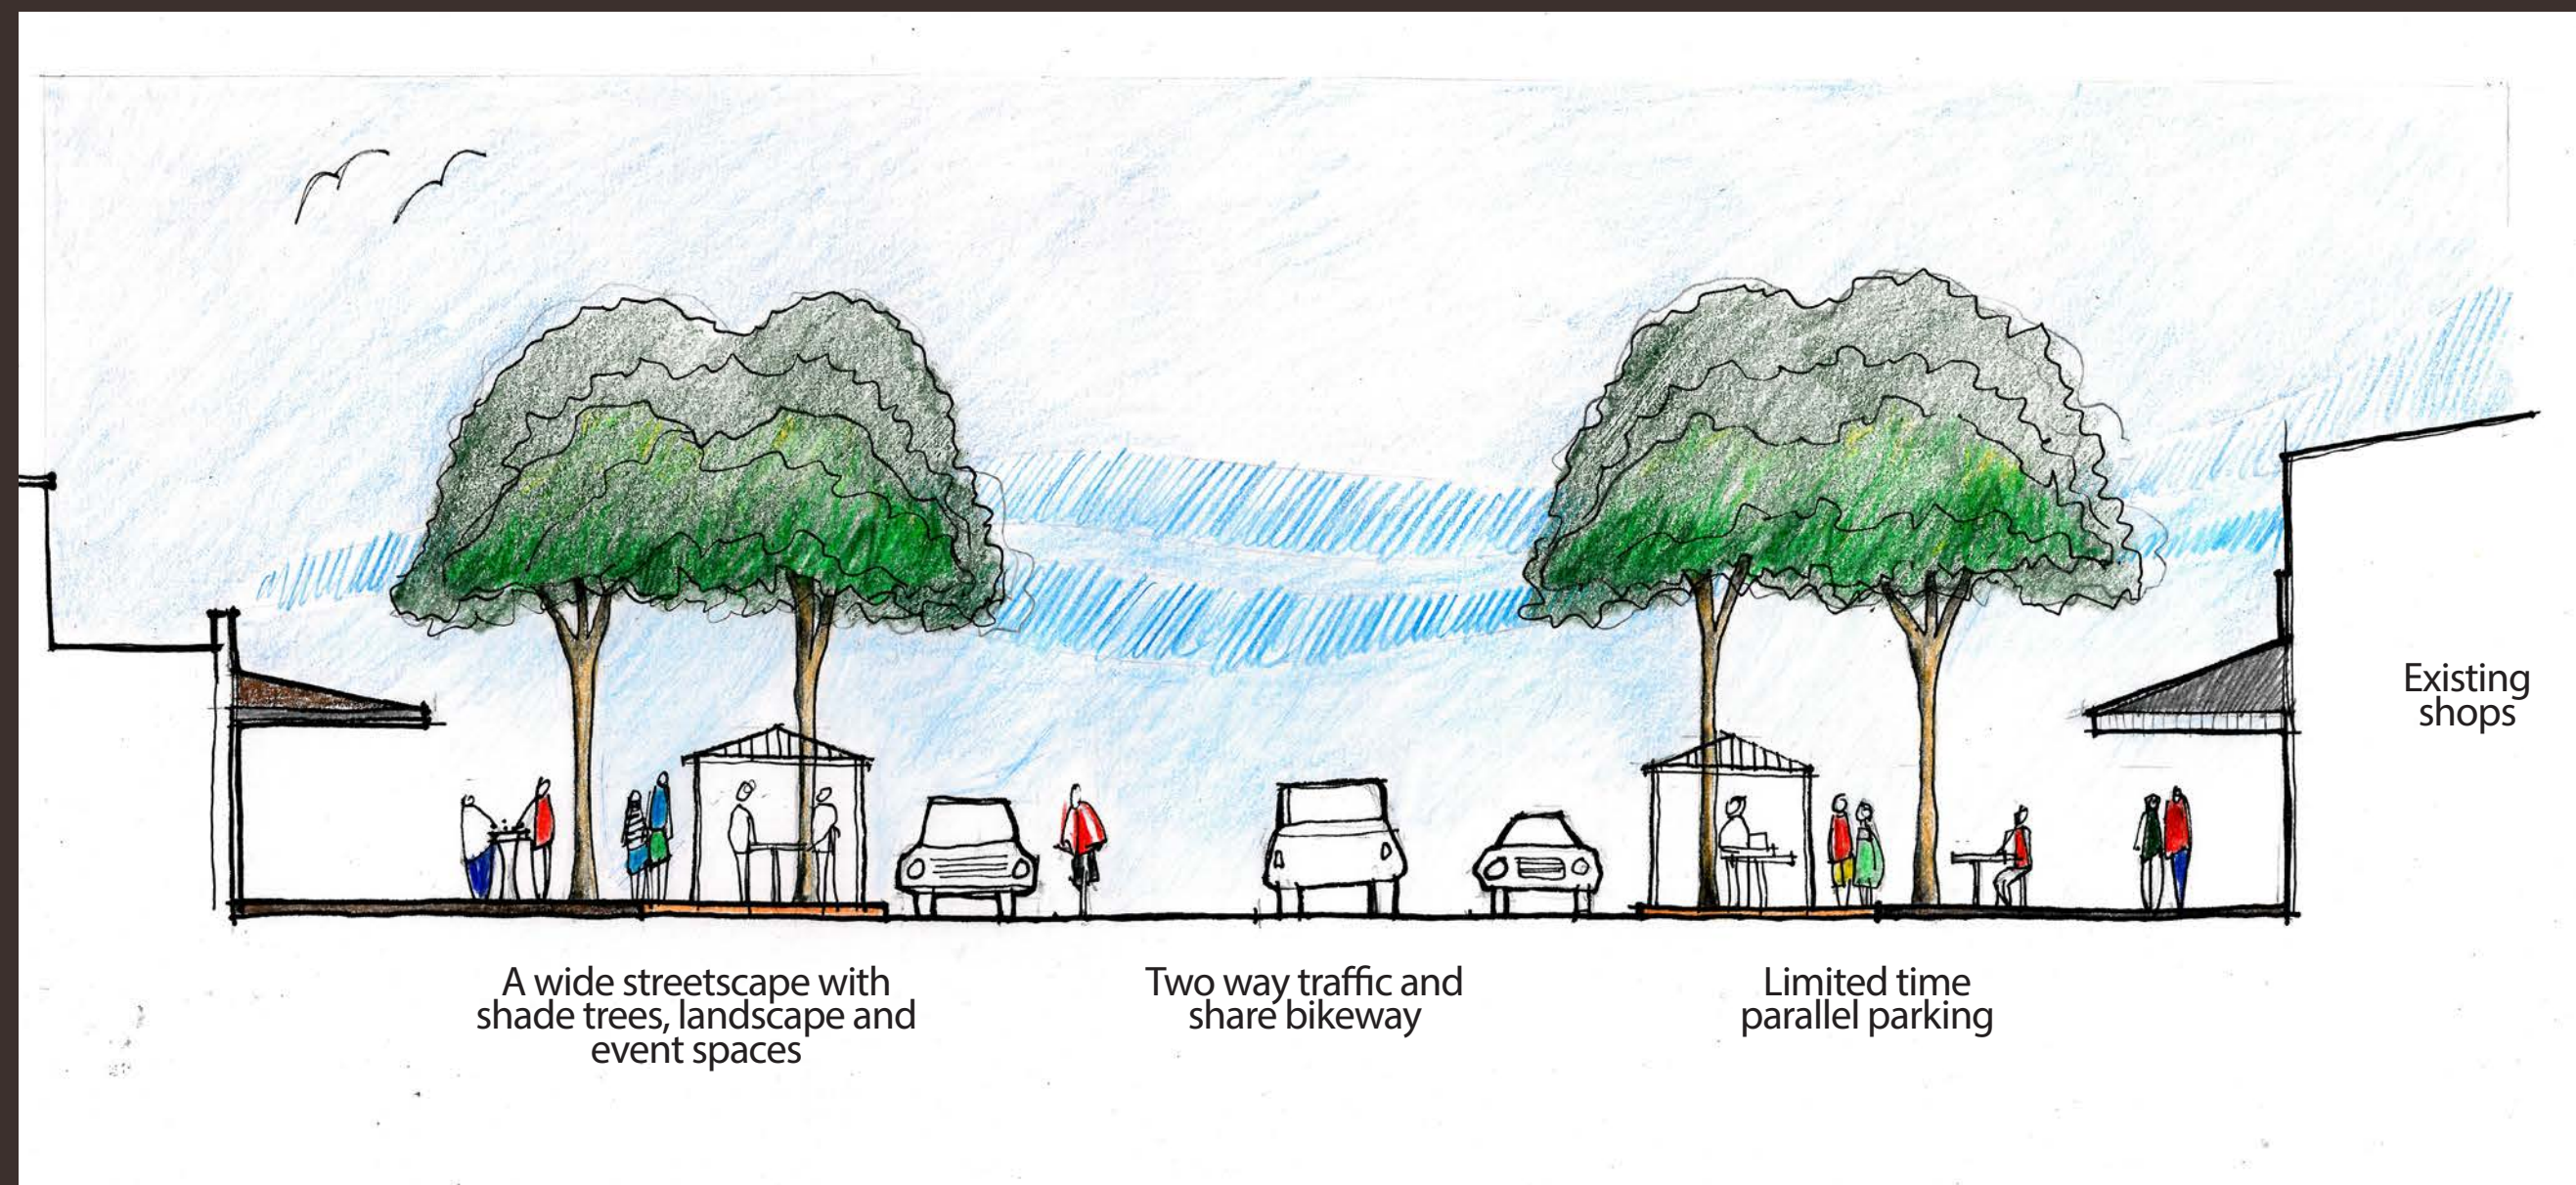 Existing
shops
A wide streetscape with
shade trees, landscape and
event spaces
Two way traffic and
share bikeway
Limited time
parallel parking